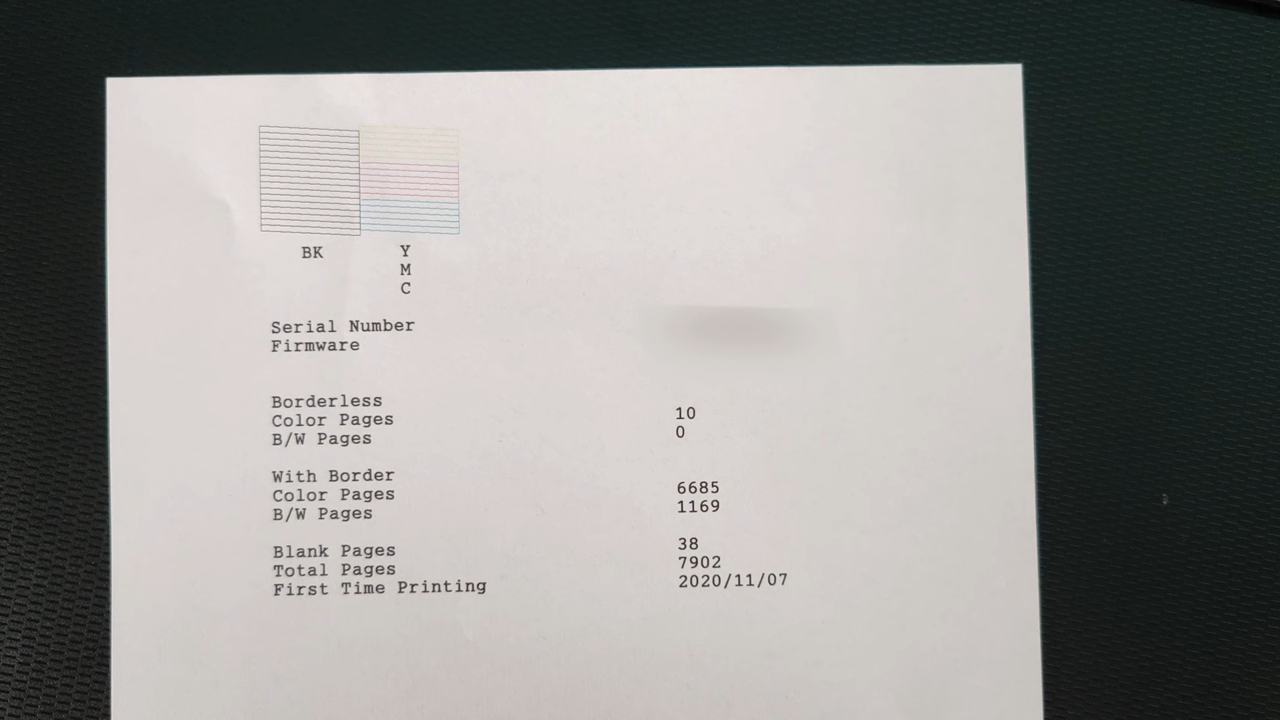 BK Y
M
C
Serial Number
Firmware
Borderless
Color Pages 10
B/W Pages 0
With Border
Color Pages 6685
B/W Pages 1169
Blank Pages 38
Total Pages 7902
First Time Printing 2020/11/07